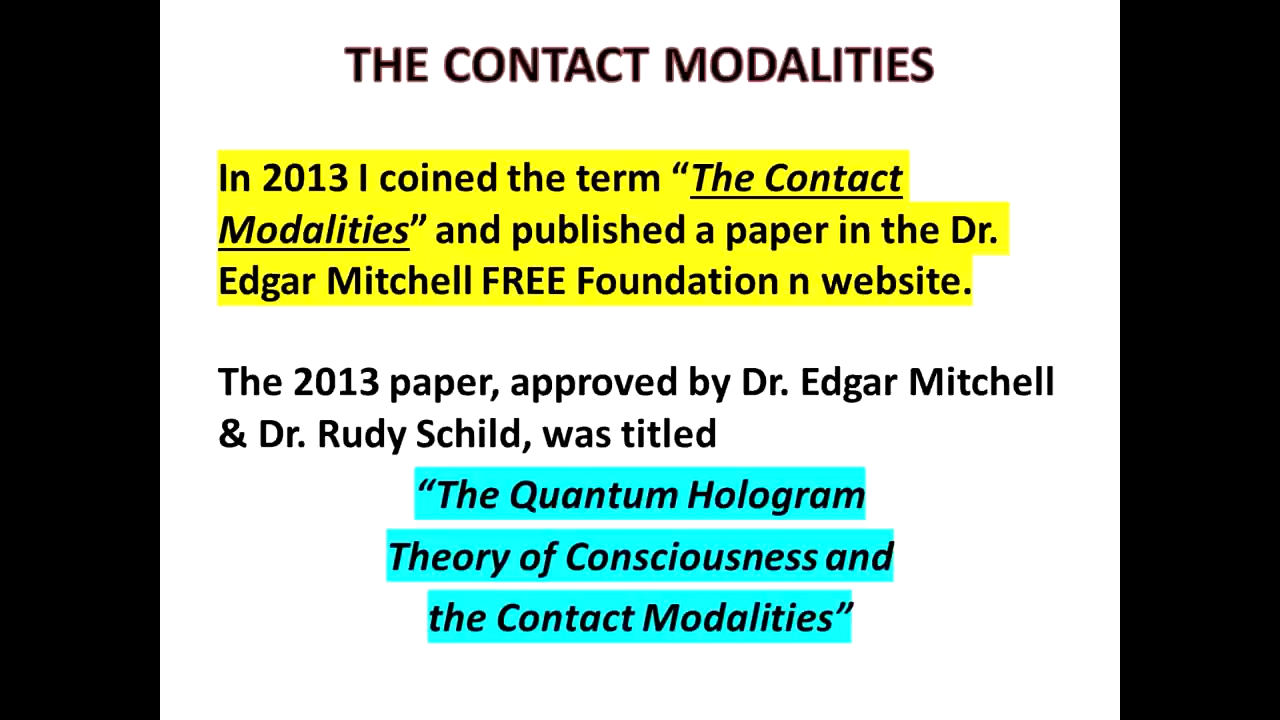 THE CONTACT MODALITIES
In 2013 I coined the term “The Contact
Modalities” and published a paper in the Dr.
Edgar Mitchell FREE Foundation n website.
The 2013 paper, approved by Dr. Edgar Mitchell
& Dr. Rudy Schild, was titled
“The Quantum Hologram
Theory of Consciousness and
the Contact Modalities”